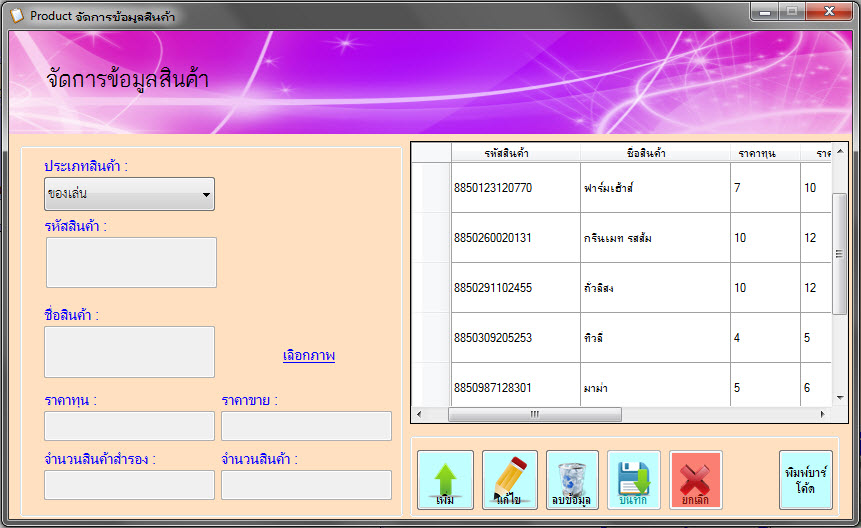 Product จัดการข้อมูลสินค้า
จัดการข้อมูลสินค้า
ประเภทสินค้า :
ของเล่น
รหัสสินค้า :
ชื่อสินค้า :
เลือกภาพ
ราคาทุน : ราคาขาย :
จำนวนสินค้าสำรอง : จำนวนสินค้า :
รหัสสินค้า ชื่อสินค้า ราคาทุน
8850123120770 ฟาร์มเฮ้าส์ 7 10
8850260020131 กรีนเมท รสส้ม 10 12
8850291102455 ถั่วลิสง 10 12
8850309205253 ทิวลี่ 4 5
8850987128301 มาม่า 5 6
เพิ่ม แก้ไข ลบข้อมูล บันทึก ยกเลิก
พิมพ์บาร์
โค้ด